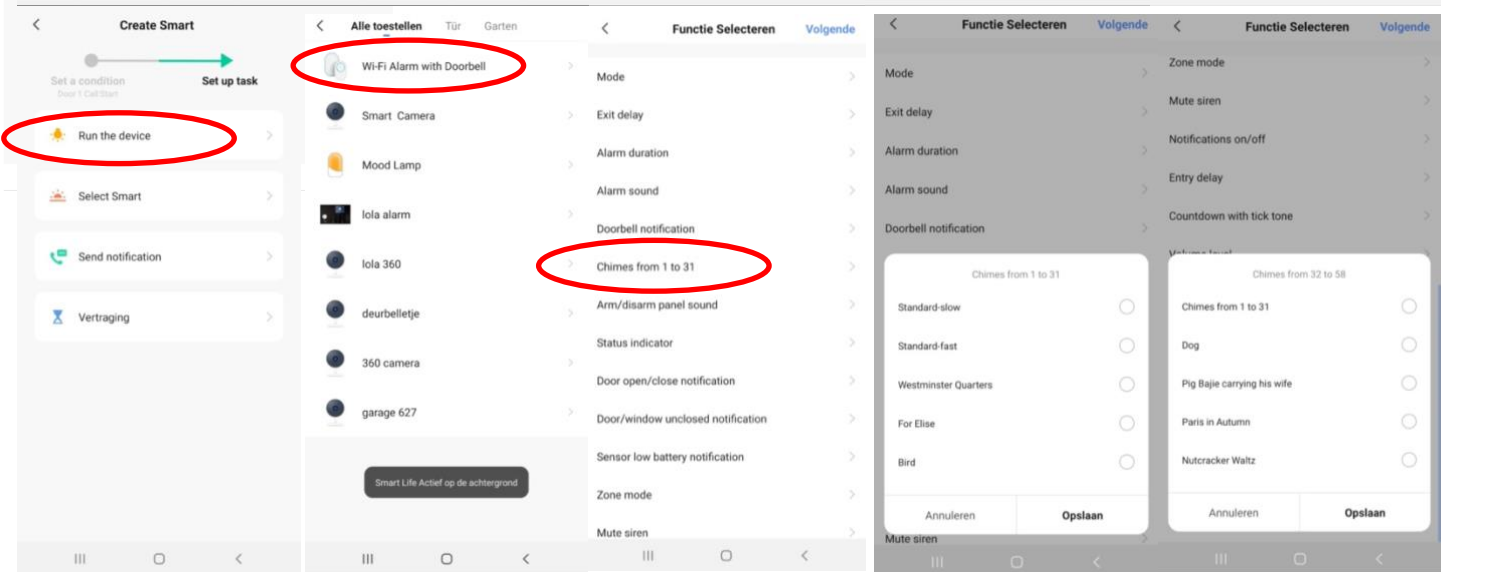 Create Smart
Set a condition
Door 1 Call:Start
Set up task
Run the device
Select Smart
Send notification
Vertraging
Alle toestellen Tür Garten
Wi-Fi Alarm with Doorbell
Smart Camera
Mood Lamp
lola alarm
lola 360
deurbelletje
360 camera
garage 627
Smart Life Actief op de achtergrond
Functie Selecteren Volgende
Mode
Exit delay
Alarm duration
Alarm sound
Doorbell notification
Chimes from 1 to 31
Arm/disarm panel sound
Status indicator
Door open/close notification
Door/window unclosed notification
Sensor low battery notification
Zone mode
Mute siren
Functie Selecteren Volgende
Mode
Exit delay
Alarm duration
Alarm sound
Doorbell notification
Chimes from 1 to 31
Standard-slow
Standard-fast
Westminster Quarters
For Elise
Bird
Annuleren Opslaan
Mute siren
Functie Selecteren Volgende
Zone mode
Mute siren
Notifications on/off
Entry delay
Countdown with tick tone
Volume level
Chimes from 32 to 58
Chimes from 1 to 31
Dog
Pig Bajie carrying his wife
Paris in Autumn
Nutcracker Waltz
Annuleren Opslaan